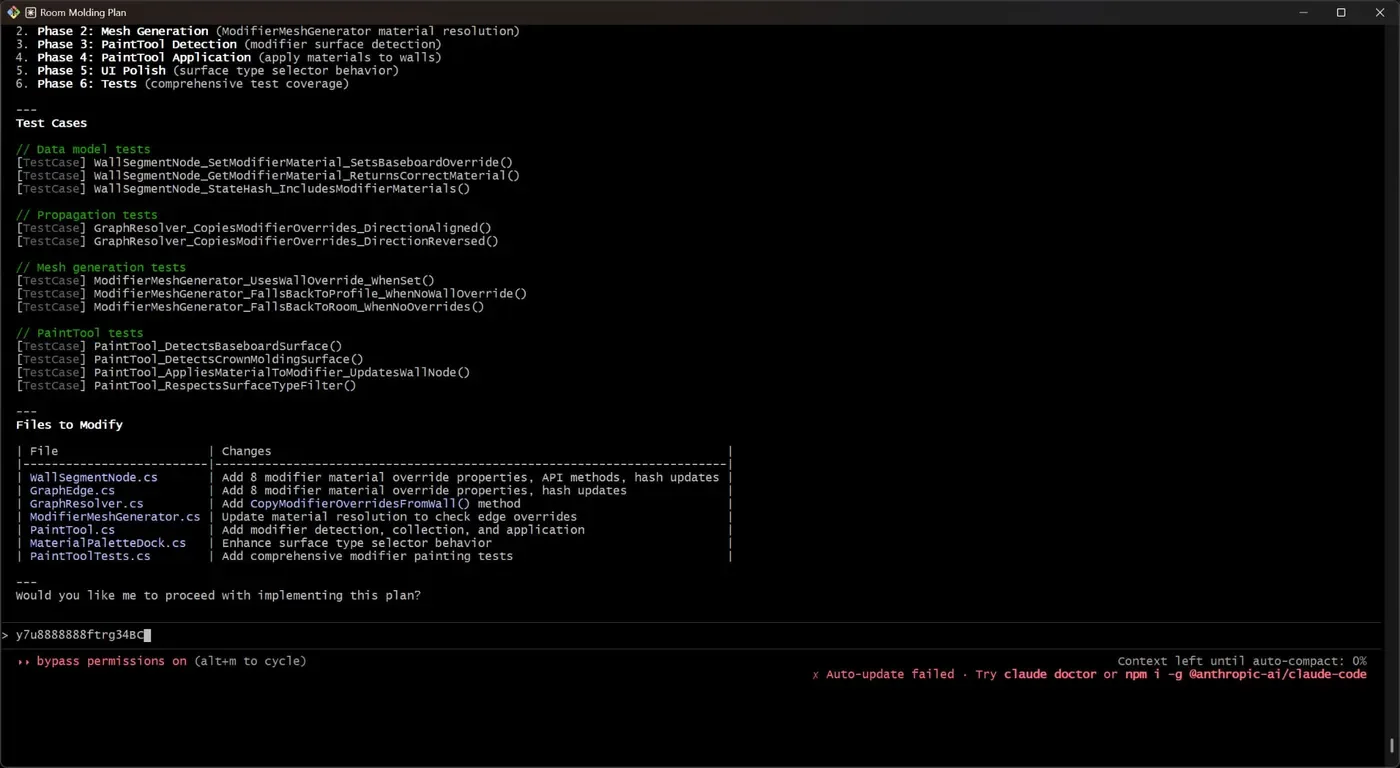 Room Molding Plan
2. Phase 2: Mesh Generation (ModifierMeshGenerator material resolution)
3. Phase 3: PaintTool Detection (modifier surface detection)
4. Phase 4: PaintTool Application (apply materials to walls)
5. Phase 5: UI Polish (surface type selector behavior)
6. Phase 6: Tests (comprehensive test coverage)
---
Test Cases
// Data model tests
[TestCase] WallSegmentNode_SetModifierMaterial_SetsBaseboardOverride()
[TestCase] WallSegmentNode_GetModifierMaterial_ReturnsCorrectMaterial()
[TestCase] WallSegmentNode_StateHash_IncludesModifierMaterials()
// Propagation tests
[TestCase] GraphResolver_CopiesModifierOverrides_DirectionAligned()
[TestCase] GraphResolver_CopiesModifierOverrides_DirectionReversed()
// Mesh generation tests
[TestCase] ModifierMeshGenerator_UsesWallOverride_WhenSet()
[TestCase] ModifierMeshGenerator_FallsBackToProfile_WhenNoWallOverride()
[TestCase] ModifierMeshGenerator_FallsBackToRoom_WhenNoOverrides()
// PaintTool tests
[TestCase] PaintTool_DetectsBaseboardSurface()
[TestCase] PaintTool_DetectsCrownMoldingSurface()
[TestCase] PaintTool_AppliesMaterialToModifier_UpdatesWallNode()
[TestCase] PaintTool_RespectsSurfaceTypeFilter()
---
Files to Modify
| File | Changes |
|--------------------------|-----------------------------------------------------------------------|
| WallSegmentNode.cs | Add 8 modifier material override properties, API methods, hash updates |
| GraphEdge.cs | Add 8 modifier material override properties, hash updates |
| GraphResolver.cs | Add CopyModifierOverridesFromWall() method |
| ModifierMeshGenerator.cs | Update material resolution to check edge overrides |
| PaintTool.cs | Add modifier detection, collection, and application |
| MaterialPaletteDock.cs | Enhance surface type selector behavior |
| PaintToolTests.cs | Add comprehensive modifier painting tests |
---
Would you like me to proceed with implementing this plan?
> y7u8888888ftrg34BC
▸▸ bypass permissions on (alt+m to cycle)
Context left until auto-compact: 0%
✗ Auto-update failed · Try claude doctor or npm i -g @anthropic-ai/claude-code